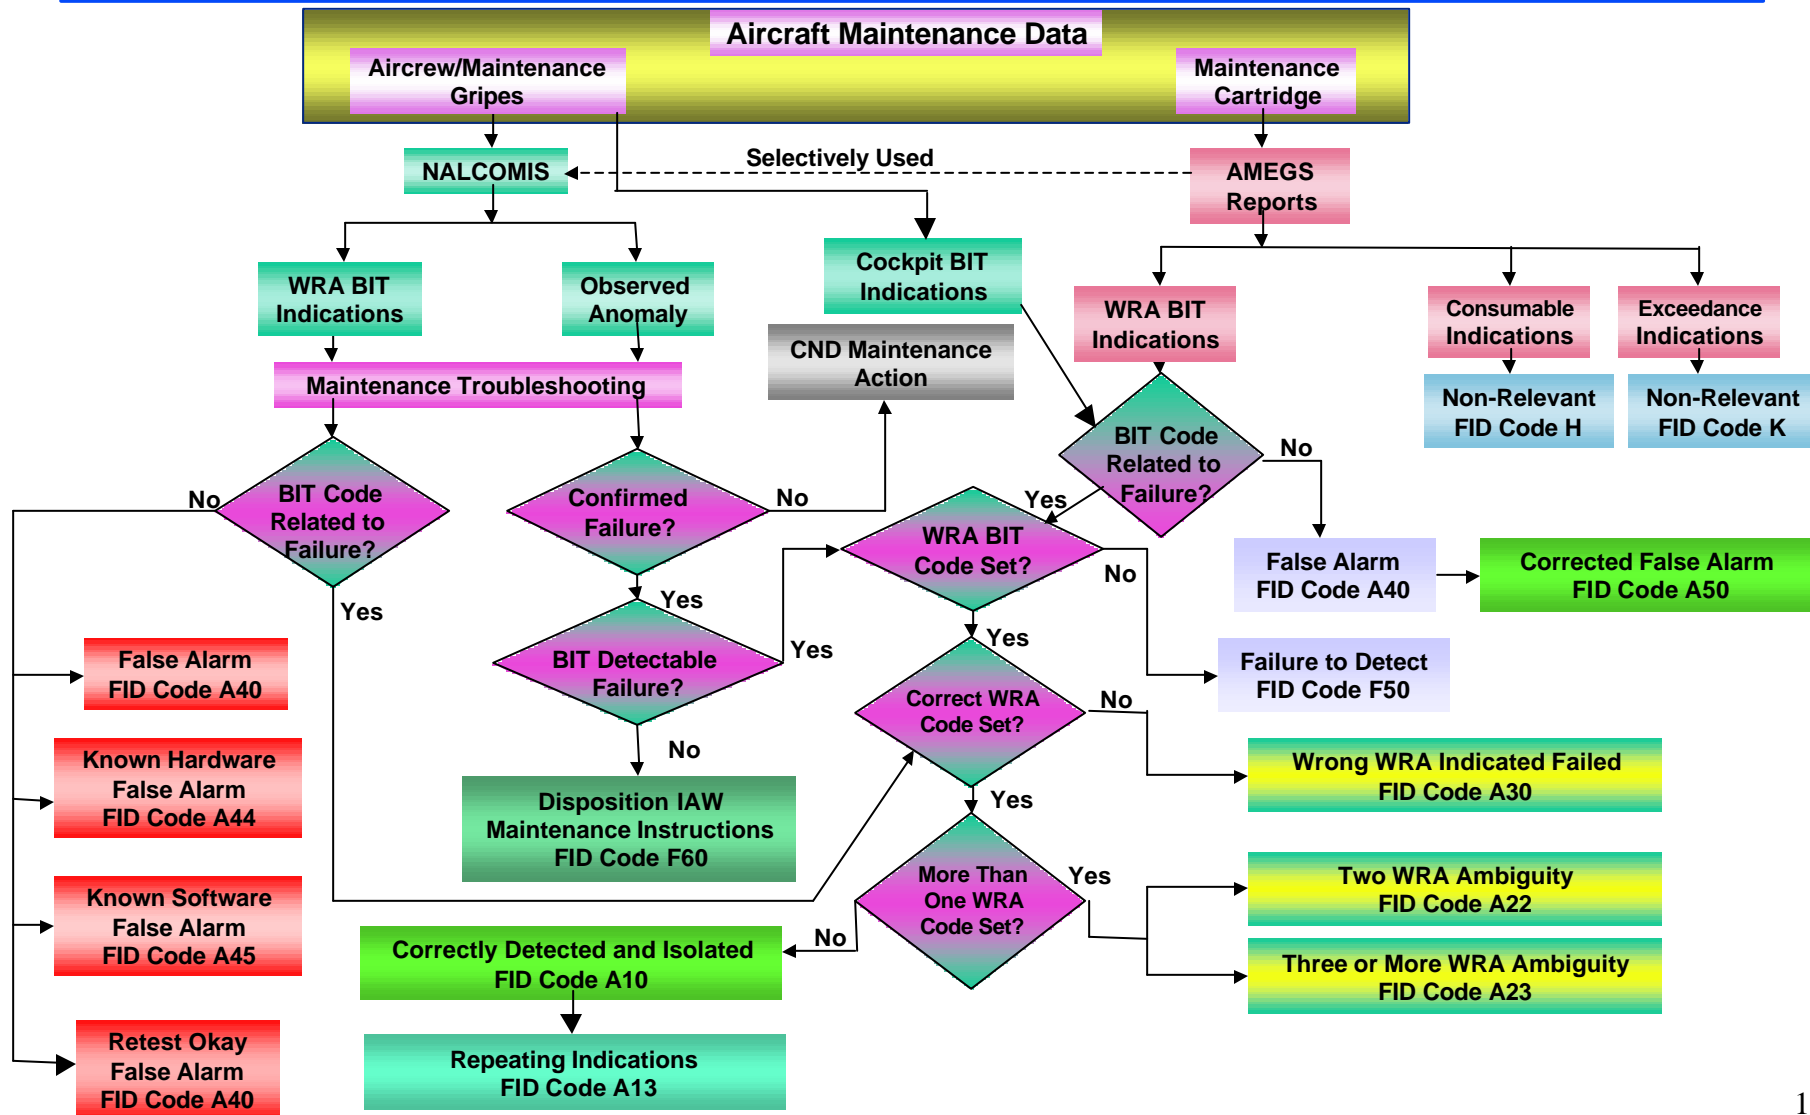 Aircraft Maintenance Data
Aircrew/Maintenance
Gripes
Maintenance
Cartridge
NALCOMIS
Selectively Used
AMEGS
Reports
WRA BIT
Indications
Observed
Anomaly
Cockpit BIT
Indications
WRA BIT
Indications
Consumable
Indications
Exceedance
Indications
CND Maintenance
Action
Maintenance Troubleshooting
Non-Relevant
FID Code H
Non-Relevant
FID Code K
BIT Code
Related to
Failure?
No
Yes
Confirmed
Failure?
No
Yes
BIT Code
Related to
Failure?
No
Yes
WRA BIT
Code Set?
No
Yes
False Alarm
FID Code A40
Corrected False Alarm
FID Code A50
BIT Detectable
Failure?
Yes
No
Failure to Detect
FID Code F50
False Alarm
FID Code A40
Correct WRA
Code Set?
No
Yes
Known Hardware
False Alarm
FID Code A44
Disposition IAW
Maintenance Instructions
FID Code F60
Wrong WRA Indicated Failed
FID Code A30
More Than
One WRA
Code Set?
Yes
No
Two WRA Ambiguity
FID Code A22
Known Software
False Alarm
FID Code A45
Correctly Detected and Isolated
FID Code A10
Three or More WRA Ambiguity
FID Code A23
Retest Okay
False Alarm
FID Code A40
Repeating Indications
FID Code A13
1